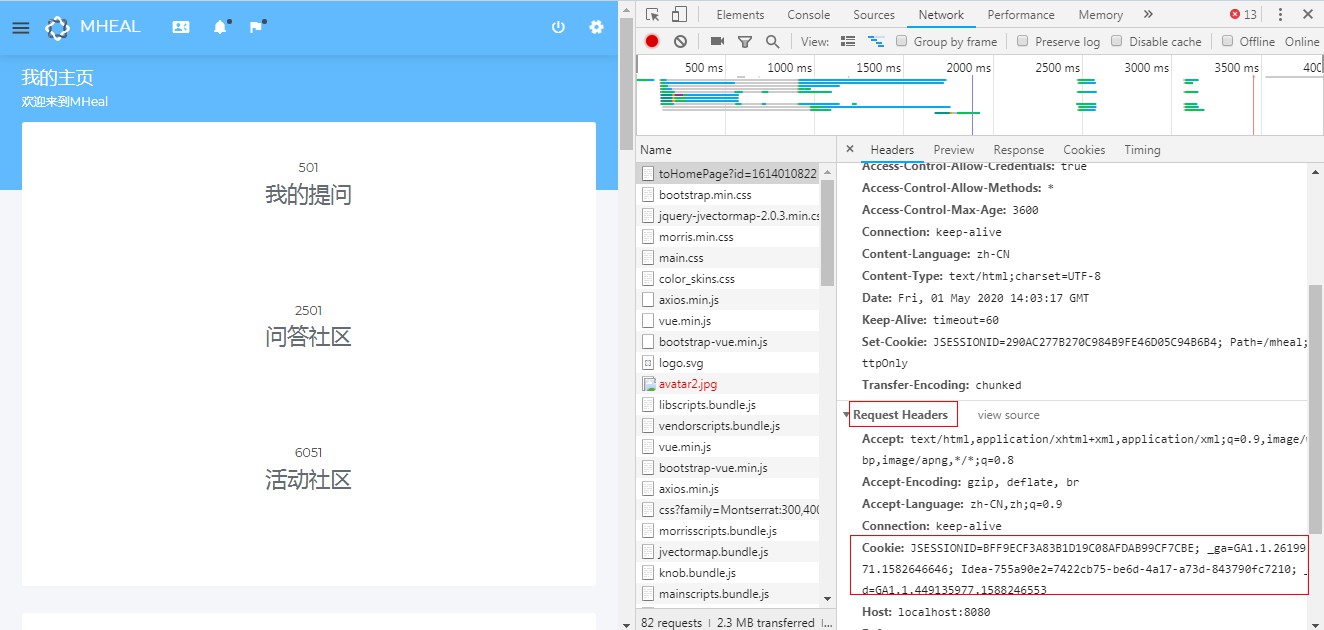 MHEAL
我的主页
欢迎来到MHeal
501
我的提问
2501
问答社区
6051
活动社区
Elements Console Sources Network Performance Memory » 13
View: Group by frame Preserve log Disable cache Offline Online
500 ms 1000 ms 1500 ms 2000 ms 2500 ms 3000 ms 3500 ms 400
Name
toHomePage?id=1614010822
bootstrap.min.css
jquery-jvectormap-2.0.3.min.cs
morris.min.css
main.css
color_skins.css
axios.min.js
vue.min.js
bootstrap-vue.min.js
logo.svg
avatar2.jpg
libscripts.bundle.js
vendorscripts.bundle.js
vue.min.js
bootstrap-vue.min.js
axios.min.js
css?family=Montserrat:300,400
morrisscripts.bundle.js
jvectormap.bundle.js
knob.bundle.js
mainscripts.bundle.js
82 requests | 2.3 MB transferred | ...
× Headers Preview Response Cookies Timing
Access-Control-Allow-Credentials: true
Access-Control-Allow-Methods: *
Access-Control-Max-Age: 3600
Connection: keep-alive
Content-Language: zh-CN
Content-Type: text/html;charset=UTF-8
Date: Fri, 01 May 2020 14:03:17 GMT
Keep-Alive: timeout=60
Set-Cookie: JSESSIONID=290AC277B270C984B9FE46D05C94B6B4; Path=/mheal;
ttpOnly
Transfer-Encoding: chunked
Request Headers view source
Accept: text/html,application/xhtml+xml,application/xml;q=0.9,image/
bp,image/apng,*/*;q=0.8
Accept-Encoding: gzip, deflate, br
Accept-Language: zh-CN,zh;q=0.9
Connection: keep-alive
Cookie: JSESSIONID=BFF9ECF3A83B1D19C08AFDAB99CF7CBE; _ga=GA1.1.26199
71.1582646646; Idea-755a90e2=7422cb75-be6d-4a17-a73d-843790fc7210; _
d=GA1.1.449135977.1588246553
Host: localhost:8080